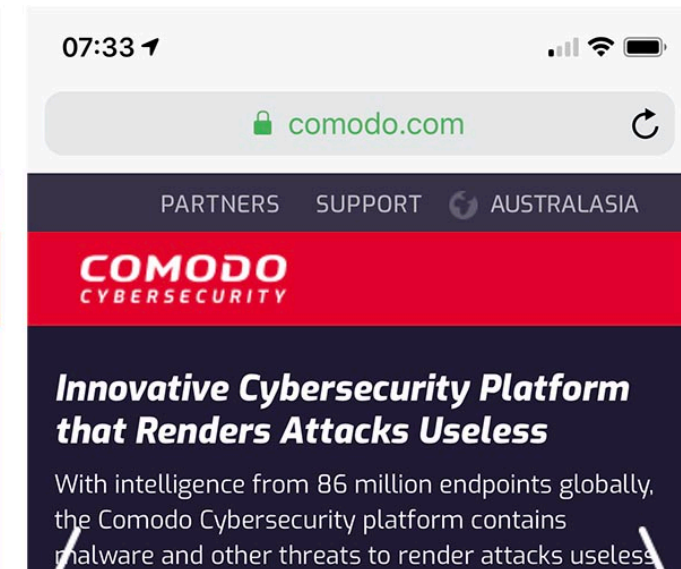 07:33
comodo.com
PARTNERS SUPPORT AUSTRALASIA
COMODO
CYBERSECURITY
Innovative Cybersecurity Platform
that Renders Attacks Useless
With intelligence from 86 million endpoints globally,
the Comodo Cybersecurity platform contains
malware and other threats to render attacks useless